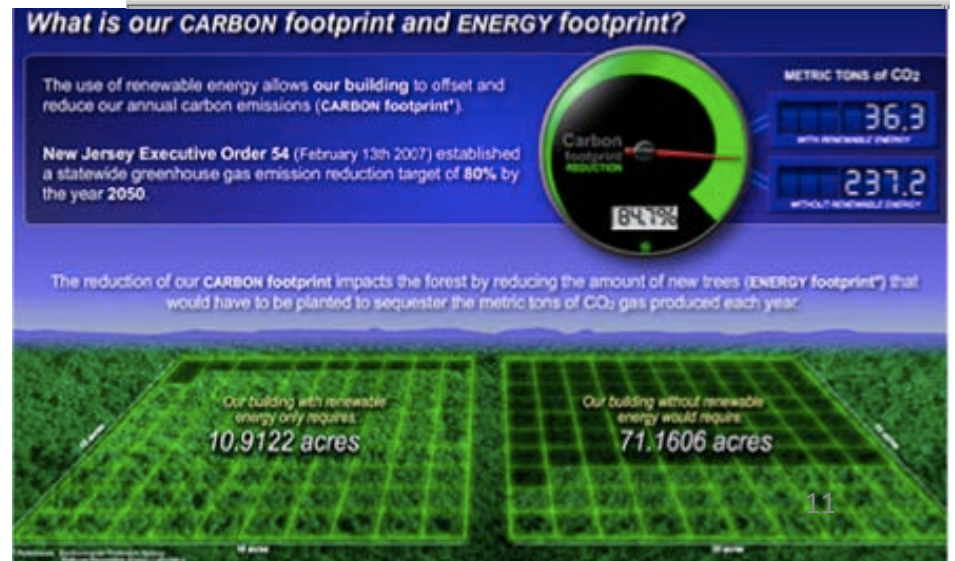 What is our CARBON footprint and ENERGY footprint?
The use of renewable energy allows our building to offset and
reduce our annual carbon emissions (CARBON footprint*).
New Jersey Executive Order 54 (February 13th 2007) established
a statewide greenhouse gas emission reduction target of 80% by
the year 2050.
Carbon
footprint
REDUCTION
84.7%
METRIC TONS of CO₂
36.3
WITH RENEWABLE ENERGY
237.2
WITHOUT RENEWABLE ENERGY
The reduction of our CARBON footprint impacts the forest by reducing the amount of new trees (ENERGY footprint*) that
would have to be planted to sequester the metric tons of CO₂ gas produced each year.
Our building with renewable
energy only requires:
10.9122 acres
Our building without renewable
energy would require:
71.1606 acres
11